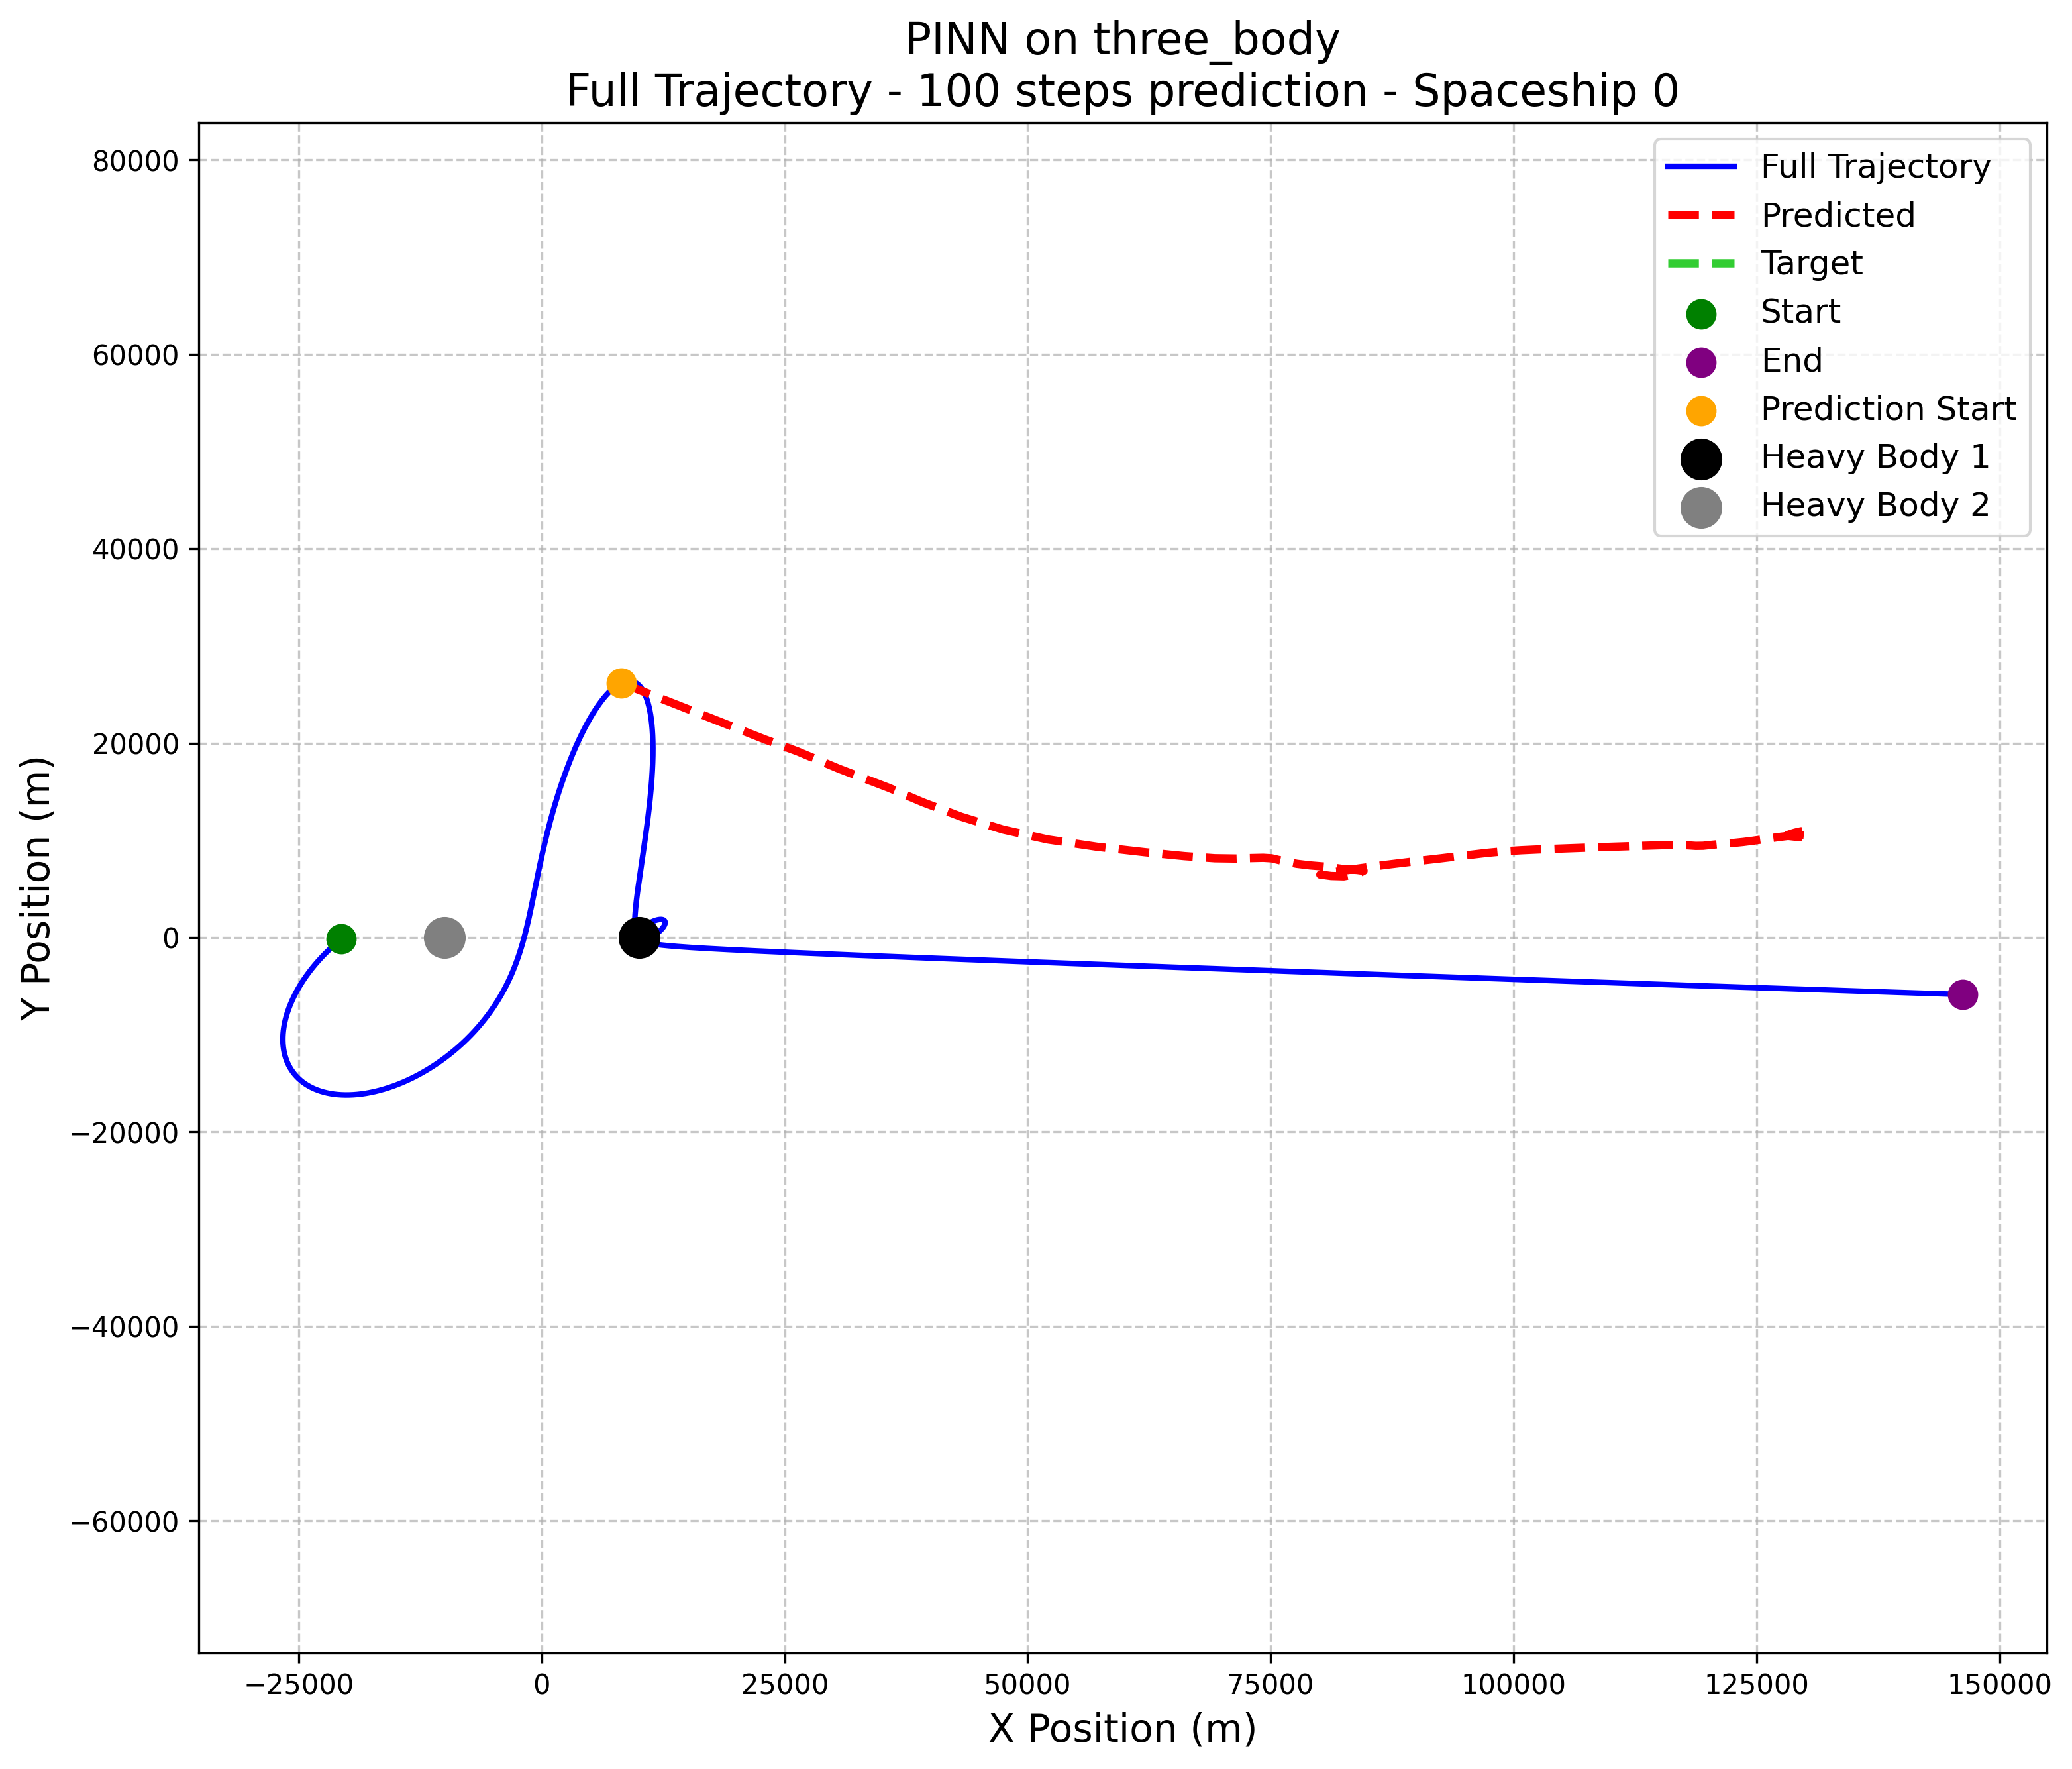 PINN on three_body
Full Trajectory - 100 steps prediction - Spaceship 0
Y Position (m)
80000
60000
40000
20000
0
−20000
−40000
−60000
Full Trajectory
Predicted
Target
Start
End
Prediction Start
Heavy Body 1
Heavy Body 2
−25000
0
25000
50000
75000
100000
125000
150000
X Position (m)